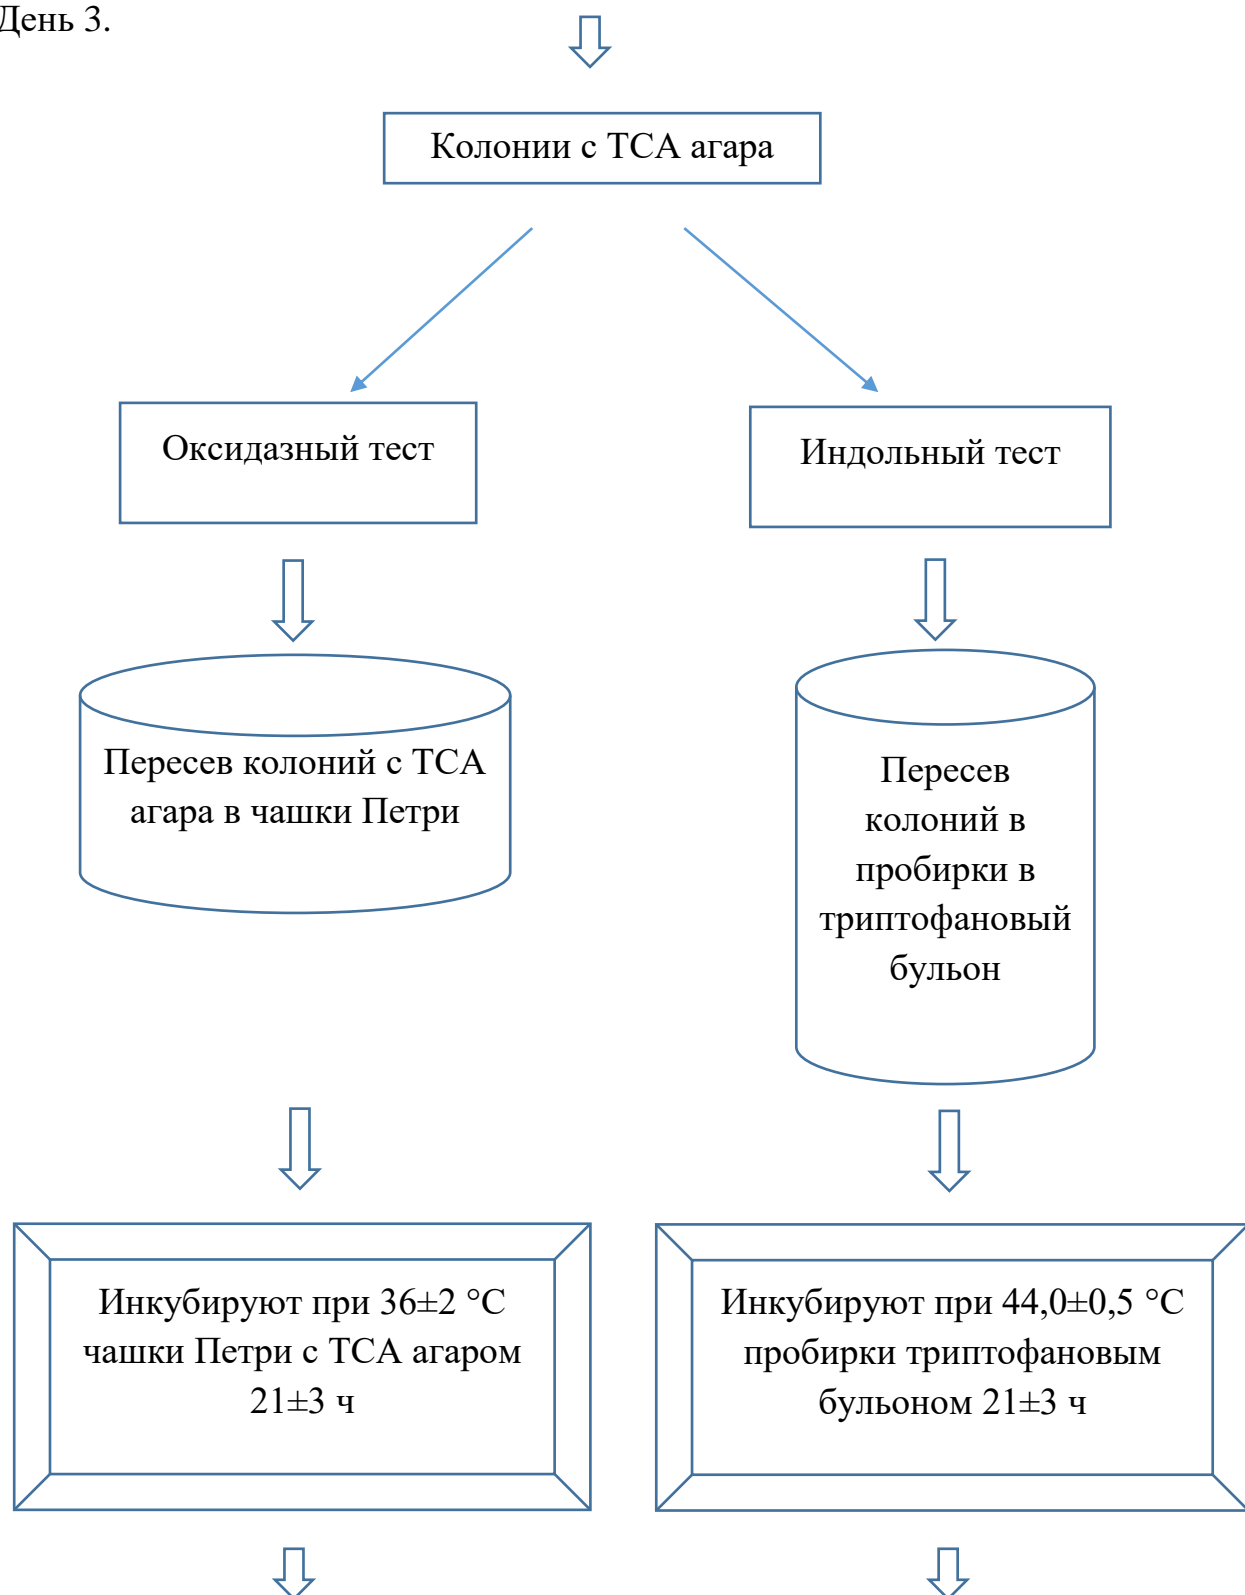 День 3.
Колонии с ТСА агара
Оксидазный тест
Индольный тест
Пересев колоний с ТСА
агара в чашки Петри
Пересев
колоний в
пробирки в
триптофановый
бульон
Инкубируют при 36±2 °С
чашки Петри с ТСА агаром
21±3 ч
Инкубируют при 44,0±0,5 °С
пробирки триптофановым
бульоном 21±3 ч